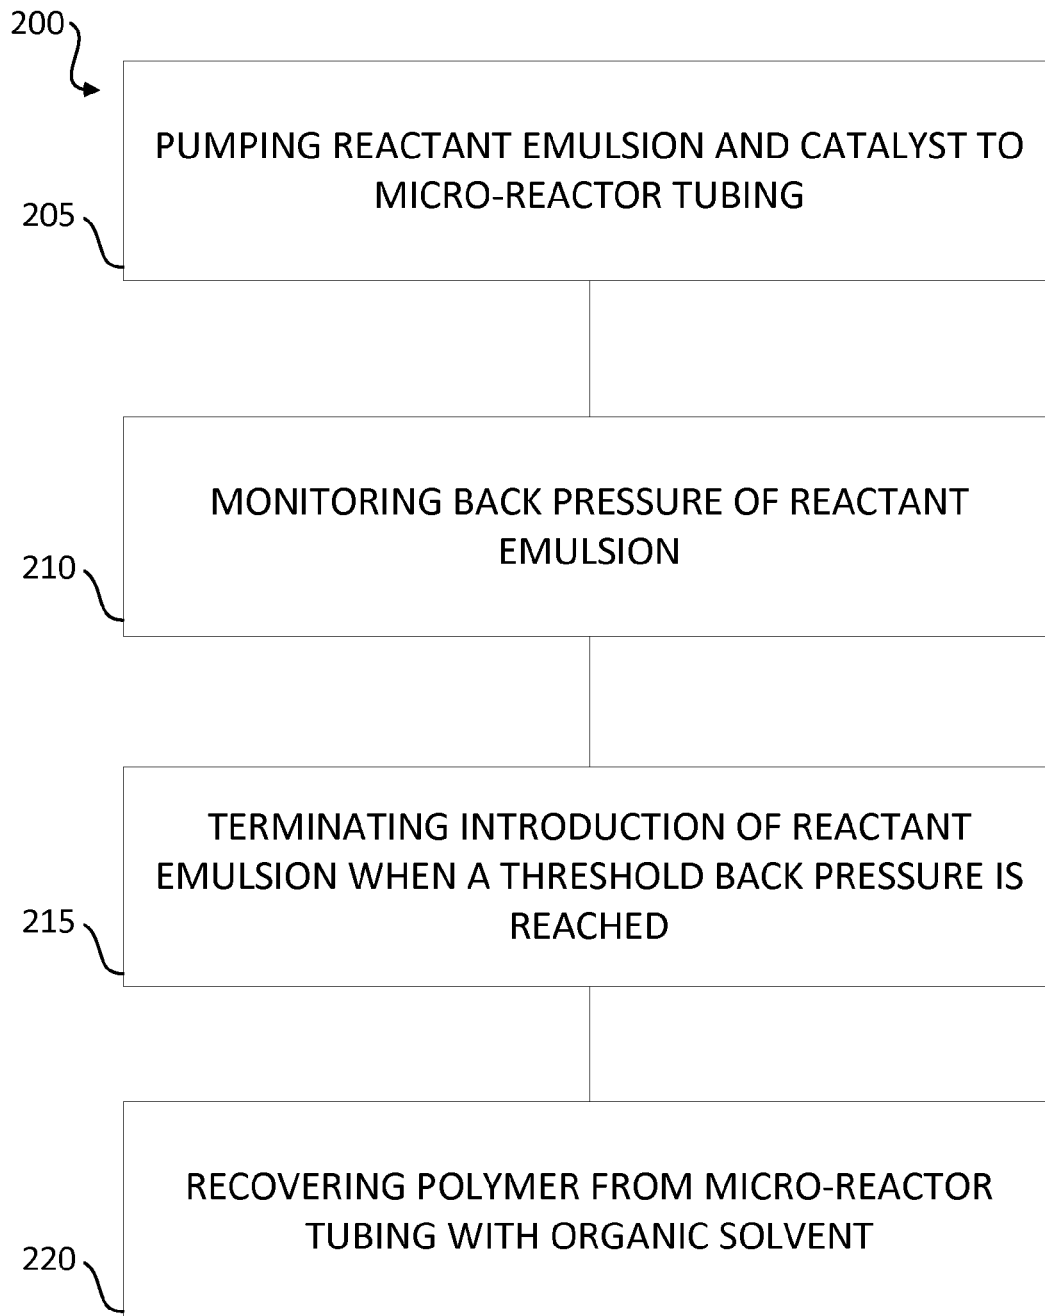 200
PUMPING REACTANT EMULSION AND CATALYST TO
MICRO-REACTOR TUBING
205
MONITORING BACK PRESSURE OF REACTANT
EMULSION
210
TERMINATING INTRODUCTION OF REACTANT
EMULSION WHEN A THRESHOLD BACK PRESSURE IS
REACHED
215
RECOVERING POLYMER FROM MICRO-REACTOR
TUBING WITH ORGANIC SOLVENT
220